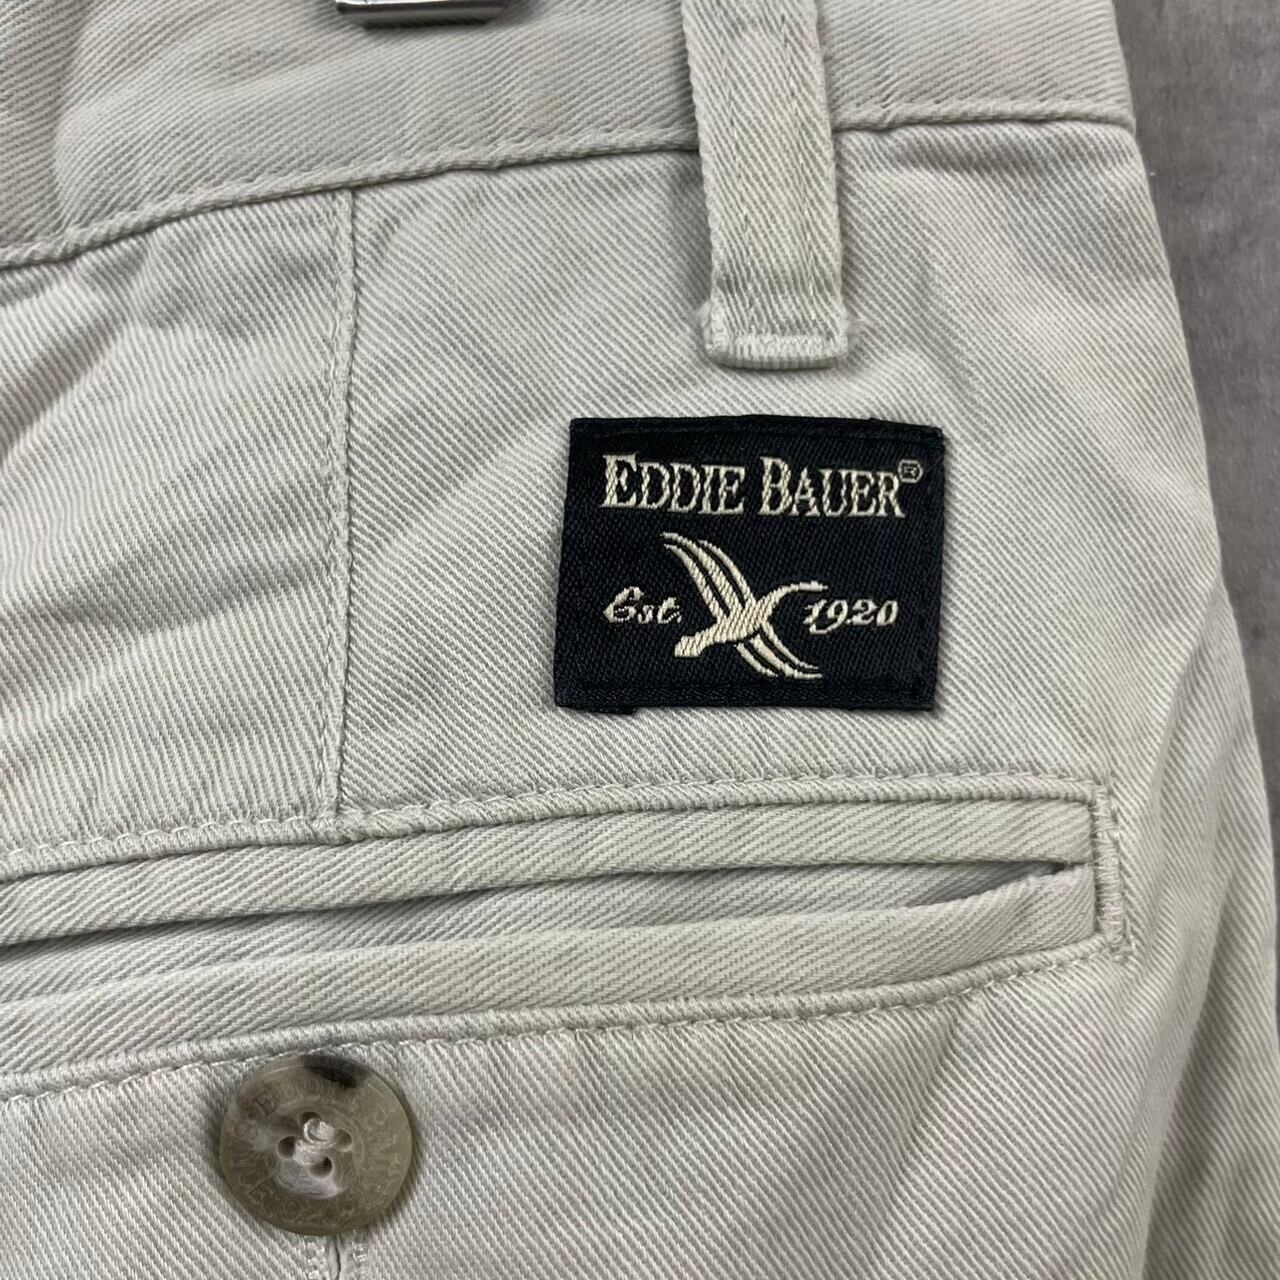 EDDIE BAUER®
Est. 1920